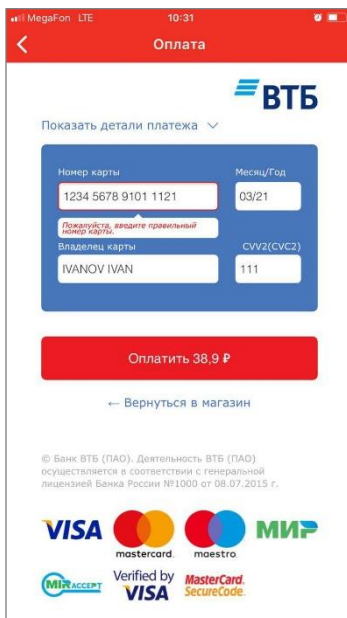 MegaFon LTE 10:31
Оплата
ВТБ
Показать детали платежа
Номер карты Месяц/Год
1234 5678 9101 1121 03/21
Пожалуйста, введите правильный
номер карты.
Владелец карты CVV2(CVC2)
IVANOV IVAN 111
Оплатить 38,9 ₽
← Вернуться в магазин
© Банк ВТБ (ПАО). Деятельность ВТБ (ПАО)
осуществляется в соответствии с генеральной
лицензией Банка России №1000 от 08.07.2015 г.
VISA mastercard. maestro. МИР
MIR ACCEPT Verified by VISA MasterCard. SecureCode.